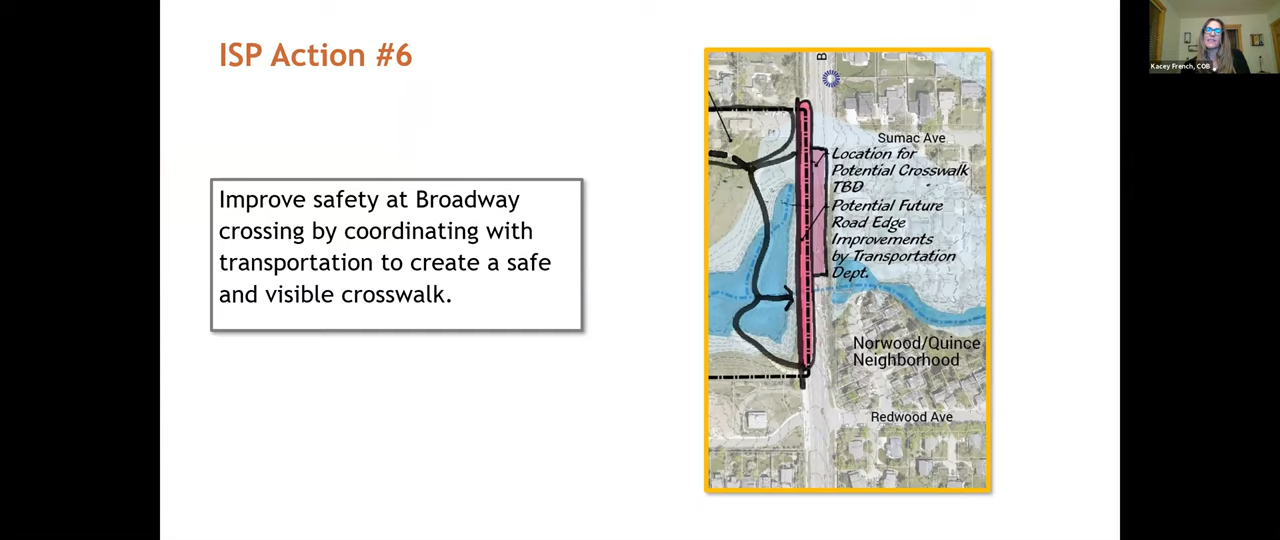 ISP Action #6
Improve safety at Broadway
crossing by coordinating with
transportation to create a safe
and visible crosswalk.
B
Sumac Ave
Location for
Potential Crosswalk
TBD
Potential Future
Road Edge
Improvements
by Transportation
Dept.
Norwood/Quince
Neighborhood
Redwood Ave
Kacey French, COB